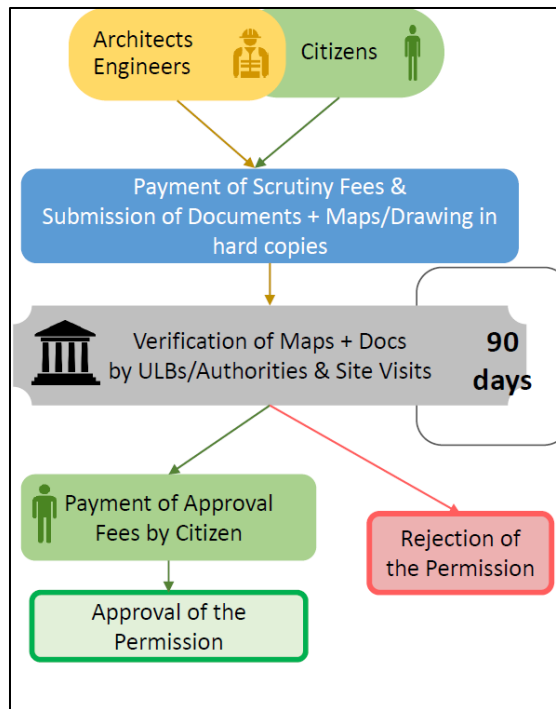 Architects
Engineers
Citizens
Payment of Scrutiny Fees &
Submission of Documents + Maps/Drawing in
hard copies
Verification of Maps + Docs
by ULBs/Authorities & Site Visits
90
days
Payment of Approval
Fees by Citizen
Rejection of
the Permission
Approval of the
Permission